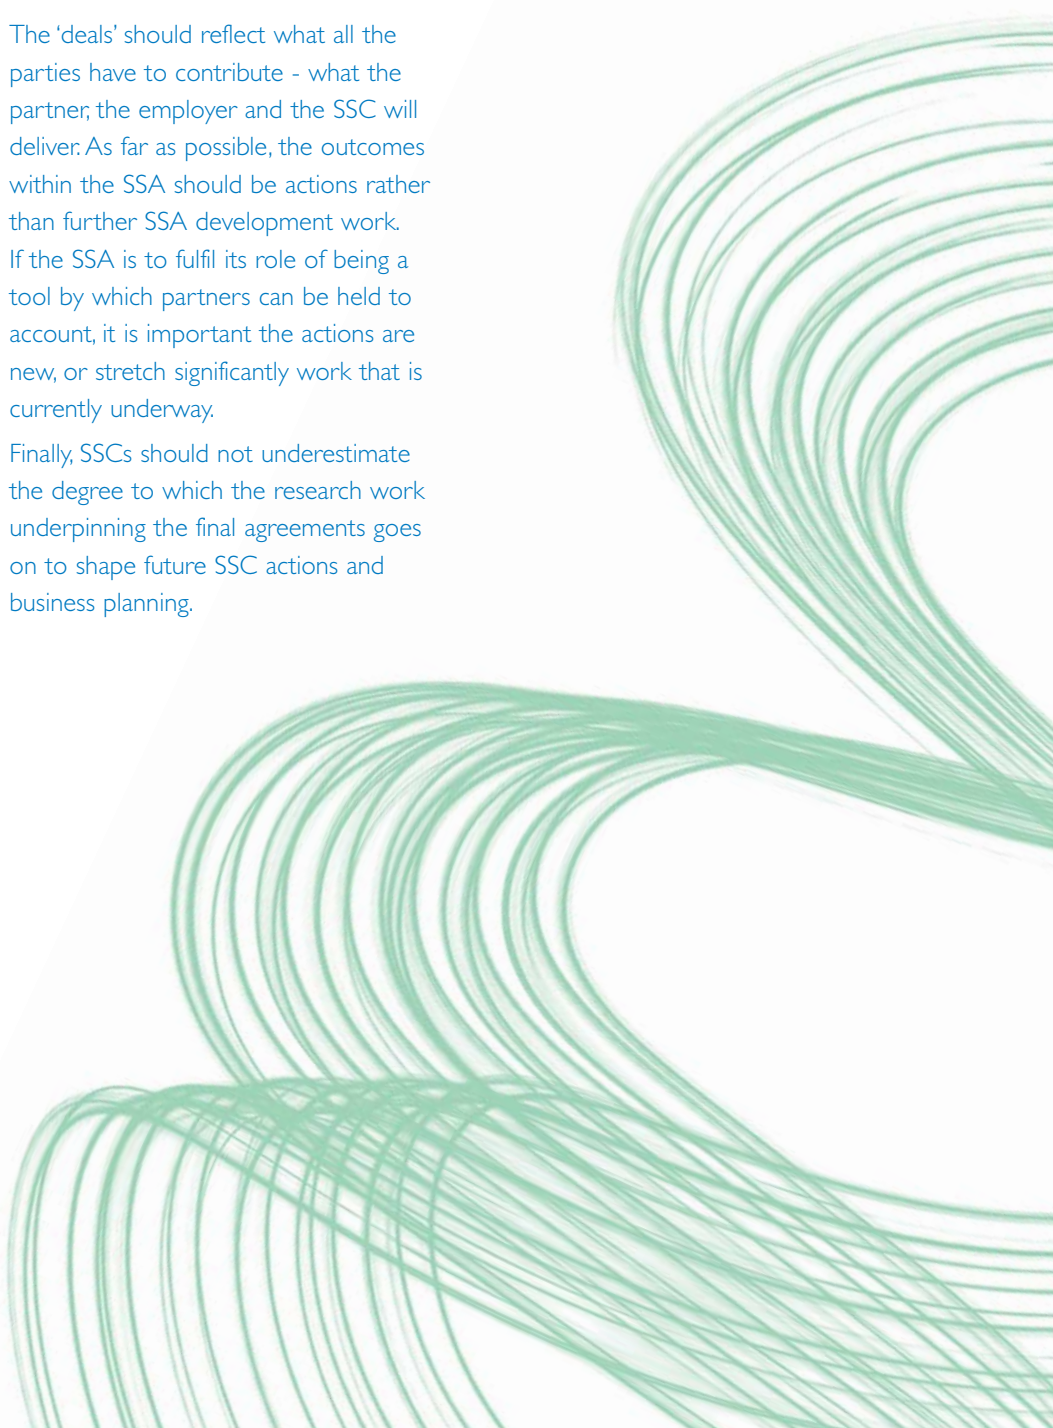 The ‘deals’ should reflect what all the
parties have to contribute - what the
partner, the employer and the SSC will
deliver. As far as possible, the outcomes
within the SSA should be actions rather
than further SSA development work.
If the SSA is to fulfil its role of being a
tool by which partners can be held to
account, it is important the actions are
new, or stretch significantly work that is
currently underway.
Finally, SSCs should not underestimate
the degree to which the research work
underpinning the final agreements goes
on to shape future SSC actions and
business planning.